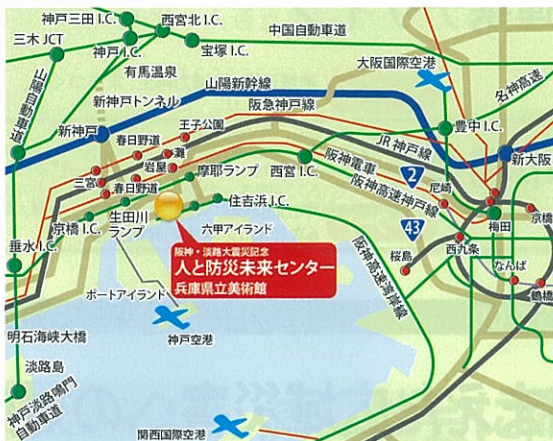 神戸三田 I.C.
西宮北 I.C.
中国自動車道
三木 JCT
神戸 I.C.
宝塚 I.C.
有馬温泉
大阪国際空港
山陽自動車道
山陽新幹線
名神高速
新神戸トンネル
阪急神戸線
王子公園
豊中 I.C.
新神戸
春日野道
灘
JR 神戸線
新大阪
岩屋
摩耶ランプ
西宮 I.C.
阪神電車
2
三宮
春日野道
阪神高速神戸線
尼崎
住吉浜 I.C.
43
梅田
京橋
京橋 I.C.
生田川
ランプ
六甲アイランド
垂水 I.C.
西九条
阪神・淡路大震災記念
人と防災未来センター
兵庫県立美術館
桜島
なんば
阪神高速湾岸線
鶴橋
ポートアイランド
神戸空港
明石海峡大橋
淡路島
神戸淡路鳴門
自動車道
関西国際空港